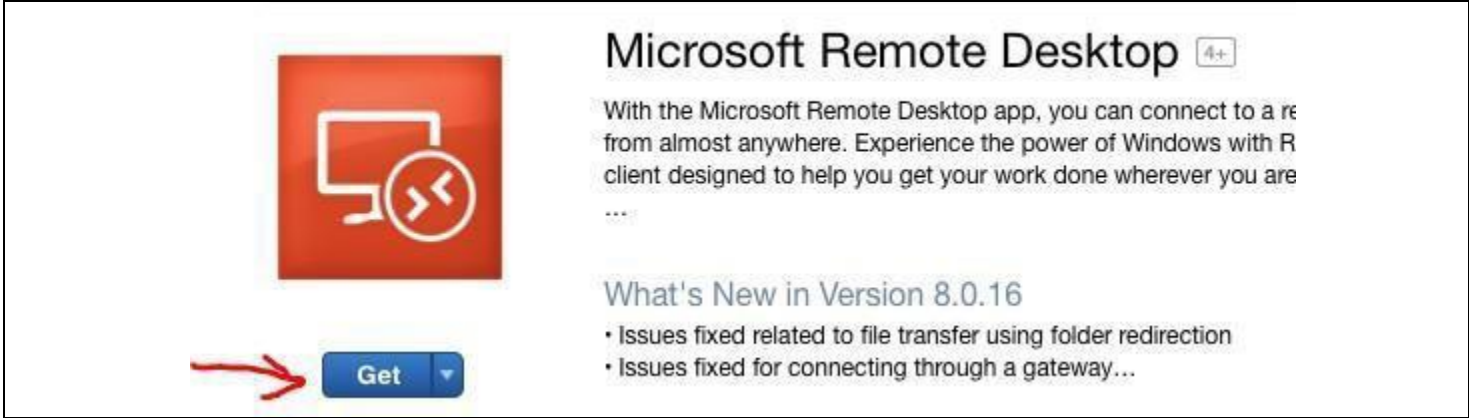 Microsoft Remote Desktop 4+
With the Microsoft Remote Desktop app, you can connect to a re
from almost anywhere. Experience the power of Windows with R
client designed to help you get your work done wherever you are
...
What's New in Version 8.0.16
• Issues fixed related to file transfer using folder redirection
• Issues fixed for connecting through a gateway...
Get